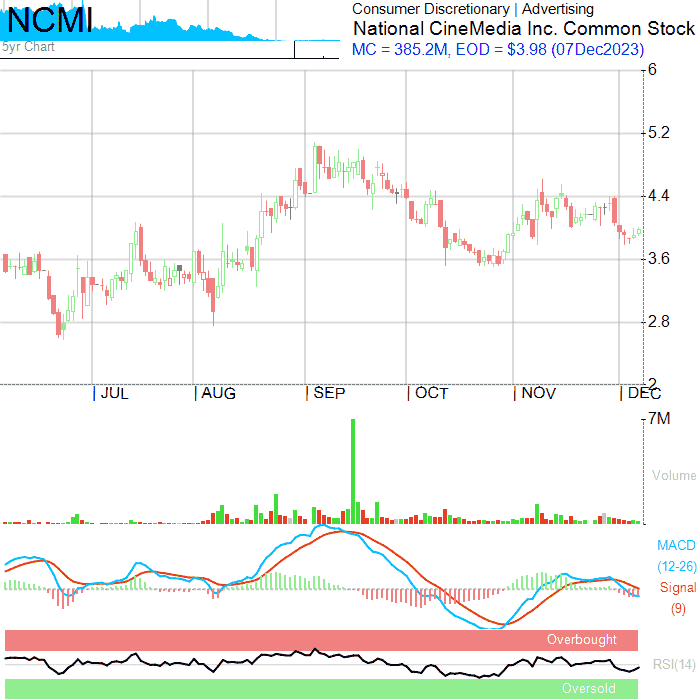 NCMI
5yr Chart
Consumer Discretionary | Advertising
National CineMedia Inc. Common Stock
MC = 385.2M, EOD = $3.98 (07Dec2023)
6
5.2
4.4
3.6
2.8
2
JUL AUG SEP OCT NOV DEC
7M
Volume
MACD
(12-26)
Signal
(9)
Overbought
RSI(14)
Oversold